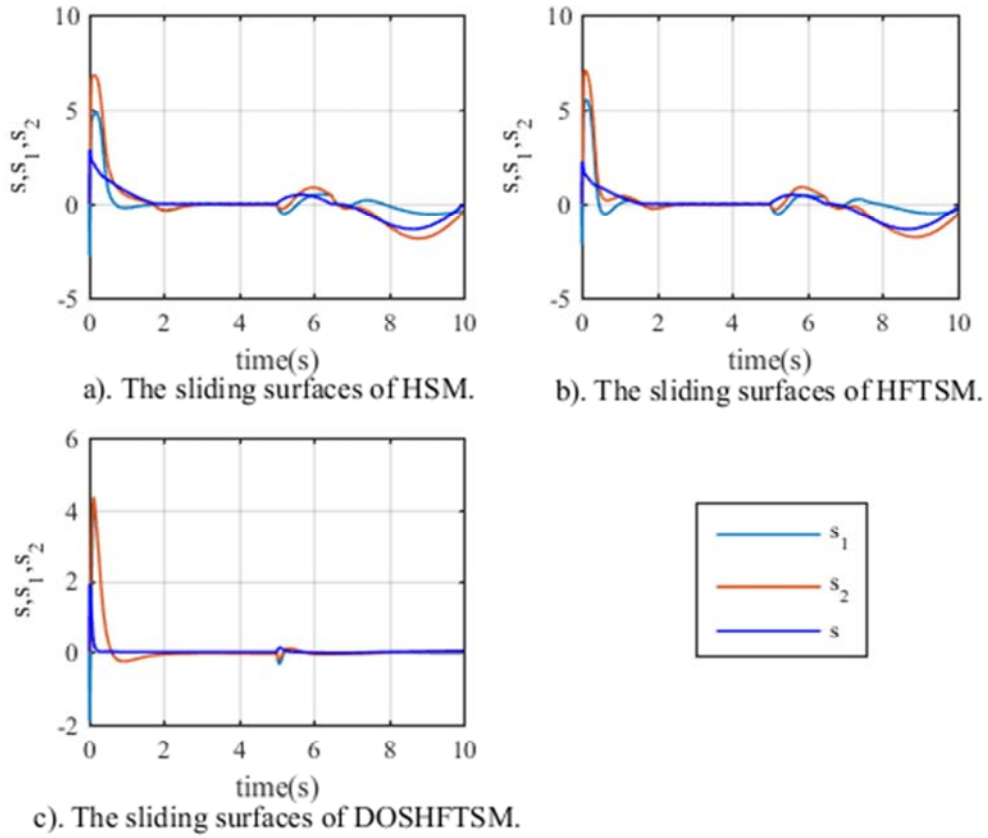 10
5
0
-5
s,s1,s2
0 2 4 6 8 10
time(s)
a). The sliding surfaces of HSM.
10
5
0
-5
s,s1,s2
0 2 4 6 8 10
time(s)
b). The sliding surfaces of HFTSM.
6
4
2
0
-2
s,s1,s2
0 2 4 6 8 10
time(s)
c). The sliding surfaces of DOSHFTSM.
s1
s2
s